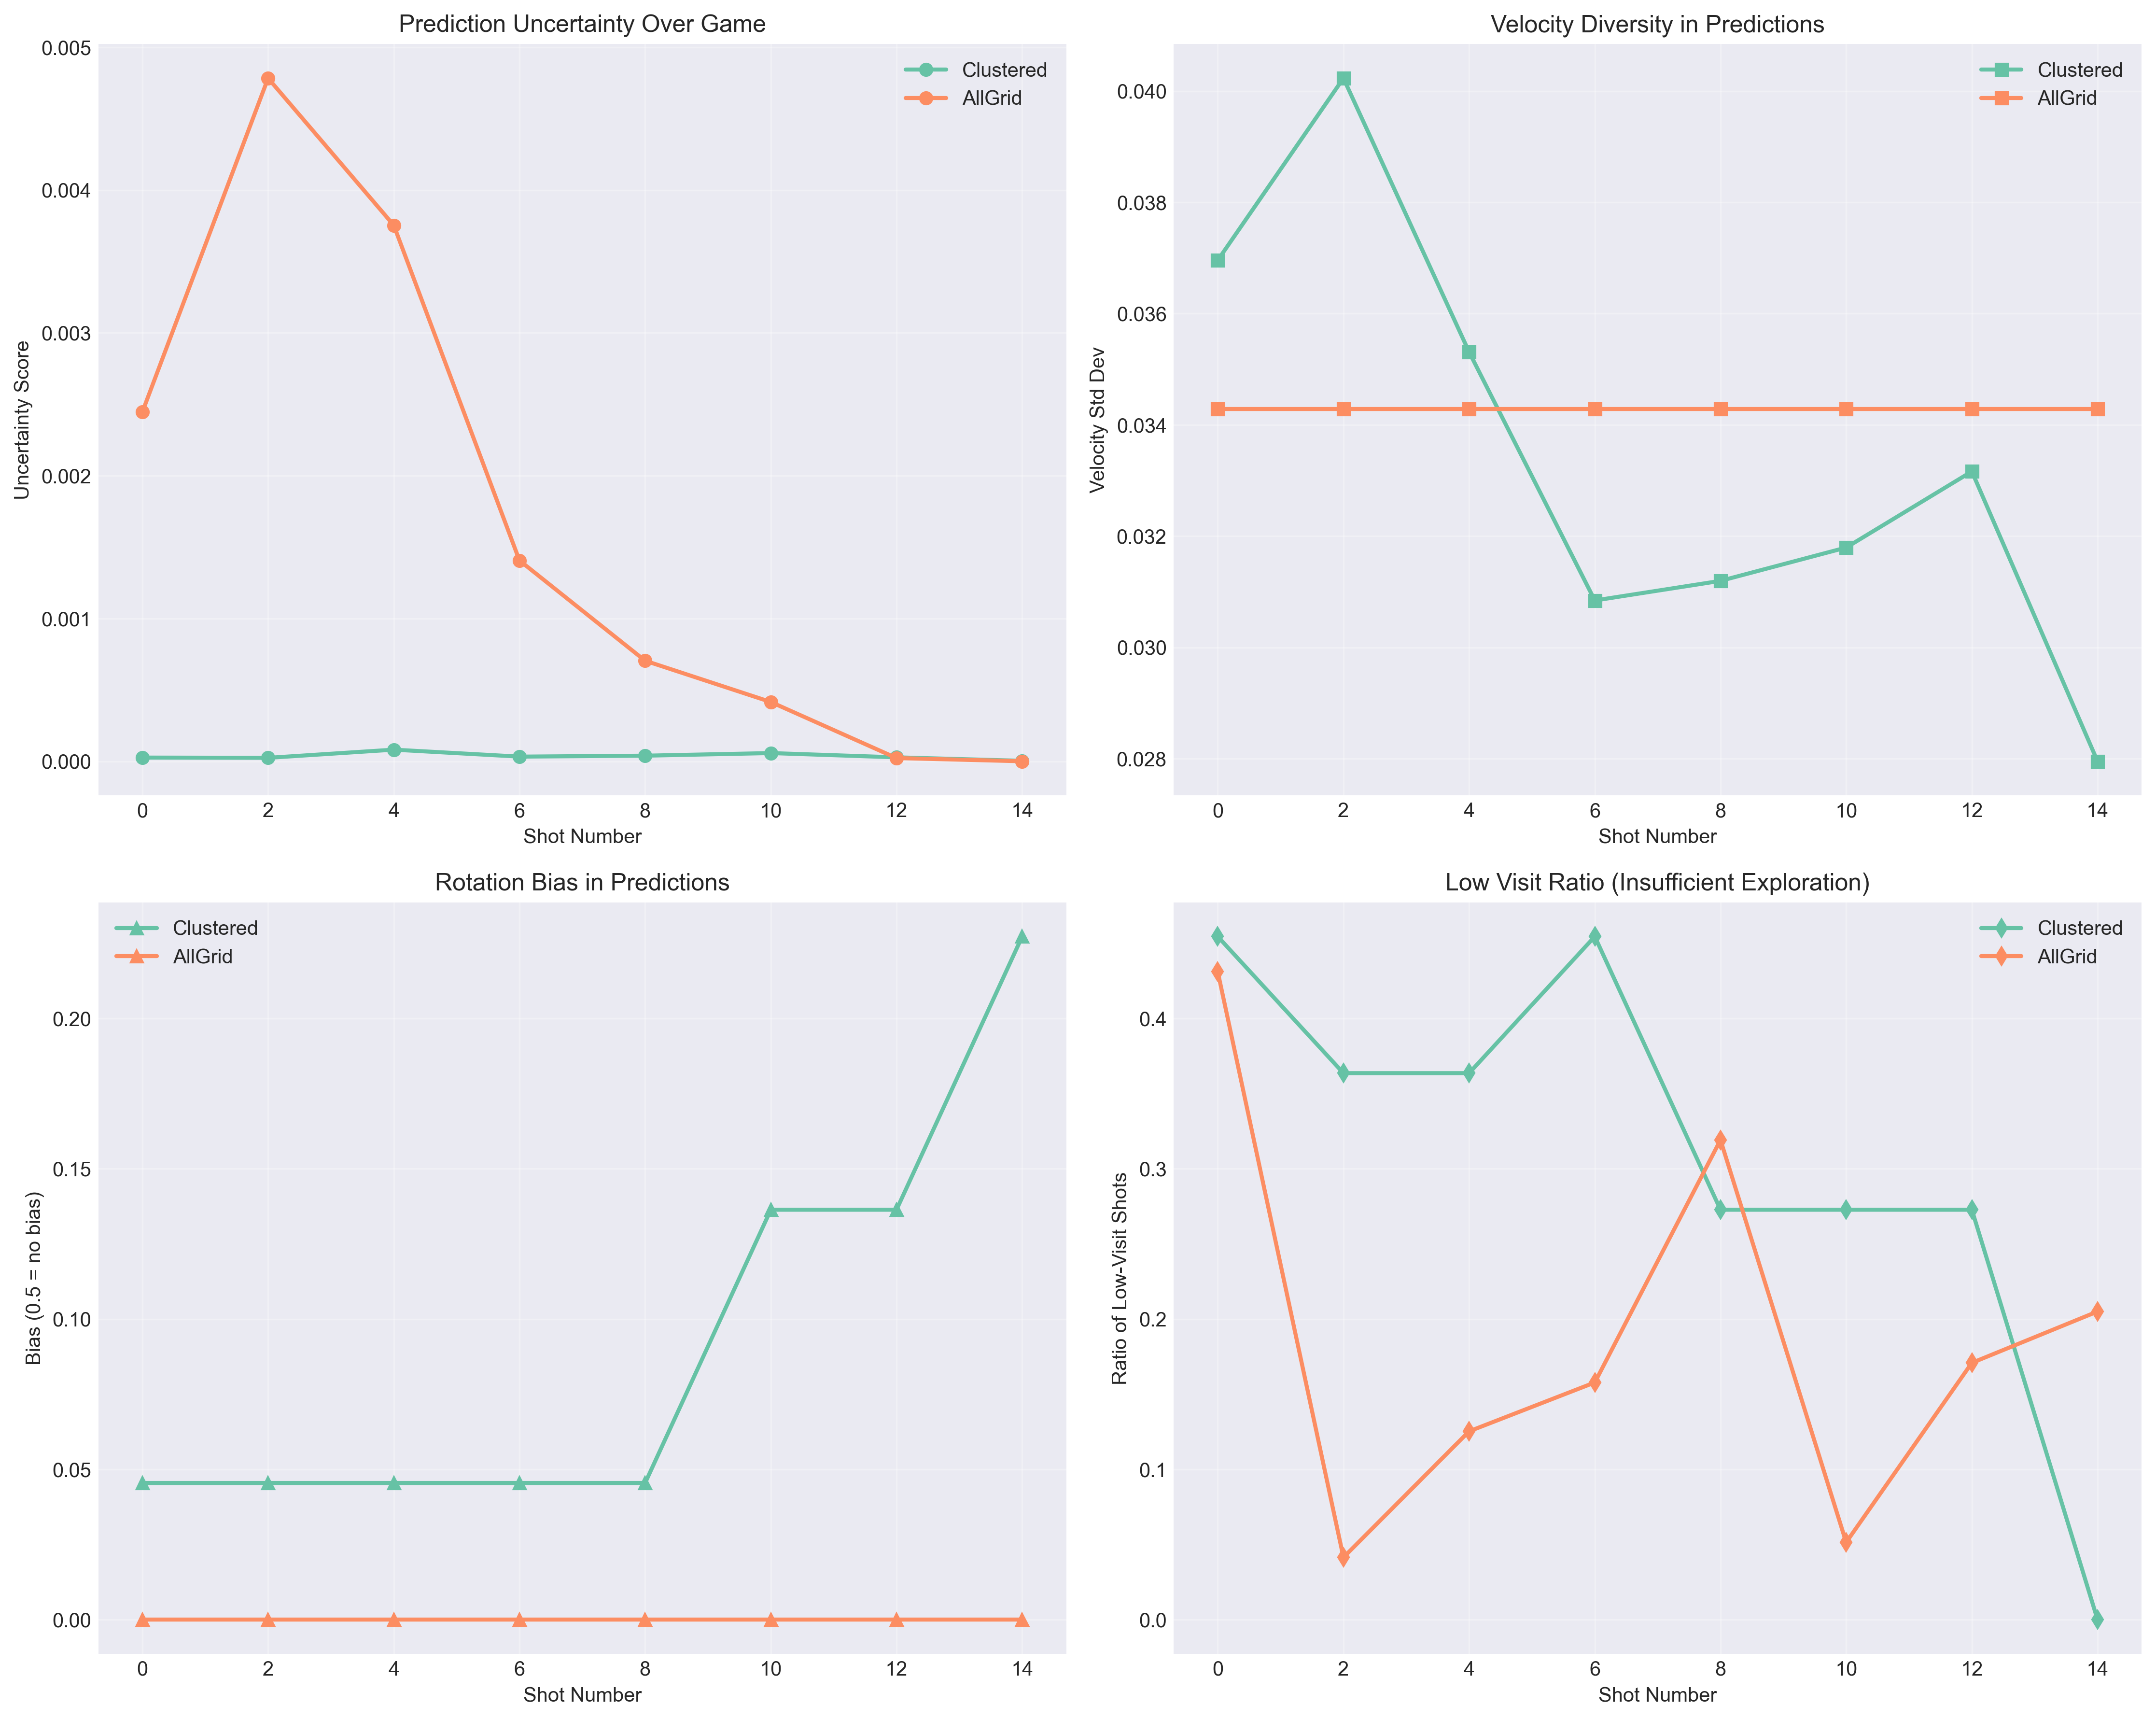 Prediction Uncertainty Over Game
Uncertainty Score
0.005
0.004
0.003
0.002
0.001
0.000
Clustered
AllGrid
0 2 4 6 8 10 12 14
Shot Number
Velocity Diversity in Predictions
Velocity Std Dev
0.040
0.038
0.036
0.034
0.032
0.030
0.028
Clustered
AllGrid
0 2 4 6 8 10 12 14
Shot Number
Rotation Bias in Predictions
Bias (0.5 = no bias)
0.20
0.15
0.10
0.05
0.00
Clustered
AllGrid
0 2 4 6 8 10 12 14
Shot Number
Low Visit Ratio (Insufficient Exploration)
Ratio of Low-Visit Shots
0.4
0.3
0.2
0.1
0.0
Clustered
AllGrid
0 2 4 6 8 10 12 14
Shot Number